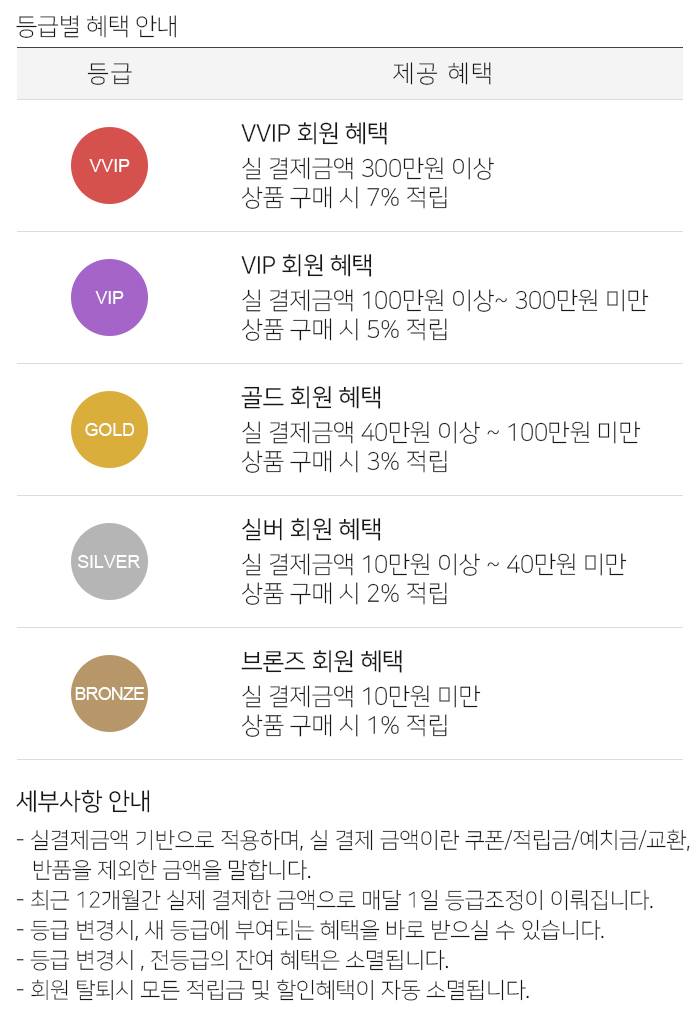 등급별 혜택 안내
등급 제공 혜택
VVIP
VVIP 회원 혜택
실 결제금액 300만원 이상
상품 구매 시 7% 적립
VIP
VIP 회원 혜택
실 결제금액 100만원 이상~ 300만원 미만
상품 구매 시 5% 적립
GOLD
골드 회원 혜택
실 결제금액 40만원 이상 ~ 100만원 미만
상품 구매 시 3% 적립
SILVER
실버 회원 혜택
실 결제금액 10만원 이상 ~ 40만원 미만
상품 구매 시 2% 적립
BRONZE
브론즈 회원 혜택
실 결제금액 10만원 미만
상품 구매 시 1% 적립
세부사항 안내
- 실결제금액 기반으로 적용하며, 실 결제 금액이란 쿠폰/적립금/예치금/교환,
반품을 제외한 금액을 말합니다.
- 최근 12개월간 실제 결제한 금액으로 매달 1일 등급조정이 이뤄집니다.
- 등급 변경시, 새 등급에 부여되는 혜택을 바로 받으실 수 있습니다.
- 등급 변경시 , 전등급의 잔여 혜택은 소멸됩니다.
- 회원 탈퇴시 모든 적립금 및 할인혜택이 자동 소멸됩니다.